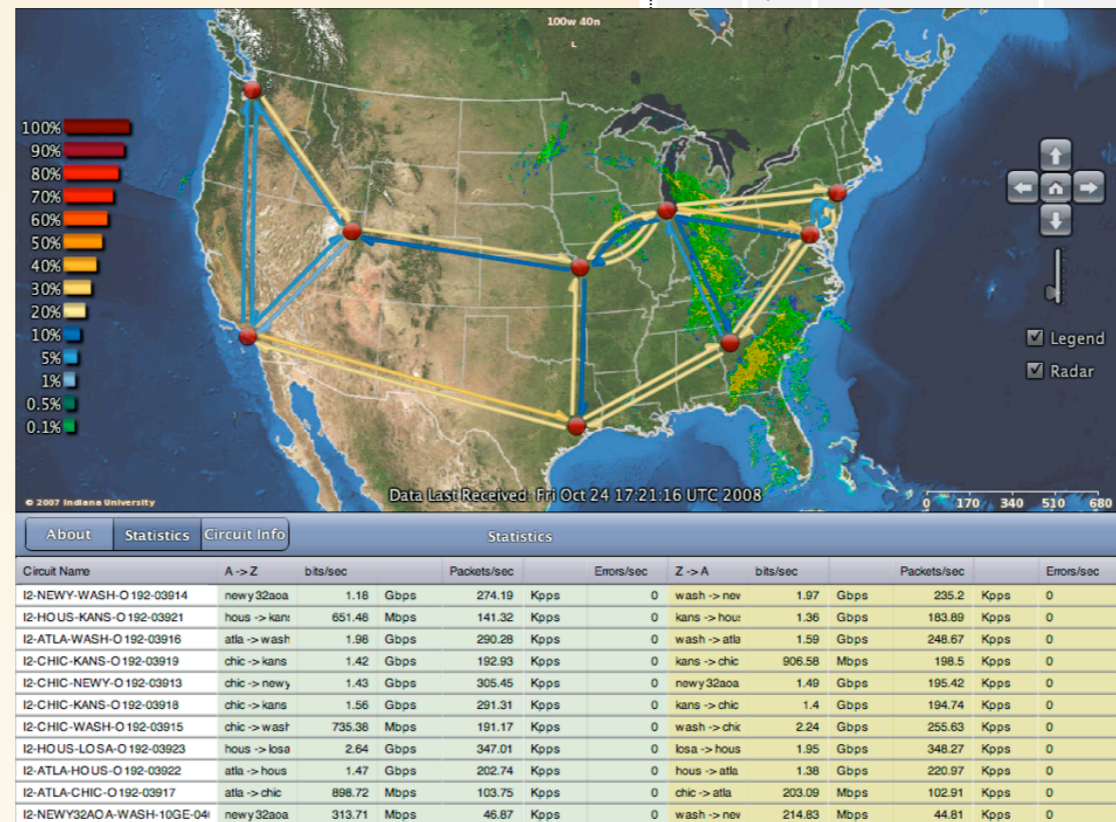 100w 40n
L
100%
90%
80%
70%
60%
50%
40%
30%
20%
10%
5%
1%
0.5%
0.1%
Legend
Radar
© 2007 Indiana University
Data Last Received: Fri Oct 24 17:21:16 UTC 2008
0 170 340 510 680
About Statistics Circuit Info Statistics
Circuit Name A -> Z bits/sec Packets/sec Errors/sec Z -> A bits/sec Packets/sec Errors/sec
I2-NEWY-WASH-O192-03914 newy32aoa 1.18 Gbps 274.19 Kpps 0 wash -> new 1.97 Gbps 235.2 Kpps 0
I2-HOUS-KANS-O192-03921 hous -> kans 651.48 Mbps 141.32 Kpps 0 kans -> hous 1.36 Gbps 183.89 Kpps 0
I2-ATLA-WASH-O192-03916 atla -> wash 1.98 Gbps 290.28 Kpps 0 wash -> atla 1.59 Gbps 248.67 Kpps 0
I2-CHIC-KANS-O192-03919 chic -> kans 1.42 Gbps 192.93 Kpps 0 kans -> chic 906.58 Mbps 198.5 Kpps 0
I2-CHIC-NEWY-O192-03913 chic -> newy 1.43 Gbps 305.45 Kpps 0 newy32aoa 1.49 Gbps 195.42 Kpps 0
I2-CHIC-KANS-O192-03918 chic -> kans 1.56 Gbps 291.31 Kpps 0 kans -> chic 1.4 Gbps 194.74 Kpps 0
I2-CHIC-WASH-O192-03915 chic -> wash 735.38 Mbps 191.17 Kpps 0 wash -> chic 2.24 Gbps 255.63 Kpps 0
I2-HOUS-LOSA-O192-03923 hous -> losa 2.64 Gbps 347.01 Kpps 0 losa -> hous 1.95 Gbps 348.27 Kpps 0
I2-ATLA-HOUS-O192-03922 atla -> hous 1.47 Gbps 202.74 Kpps 0 hous -> atla 1.38 Gbps 220.97 Kpps 0
I2-ATLA-CHIC-O192-03917 atla -> chic 898.72 Mbps 103.75 Kpps 0 chic -> atla 203.09 Mbps 102.91 Kpps 0
I2-NEWY32AOA-WASH-10GE-04 newy32aoa 313.71 Mbps 46.87 Kpps 0 wash -> new 214.83 Mbps 44.81 Kpps 0